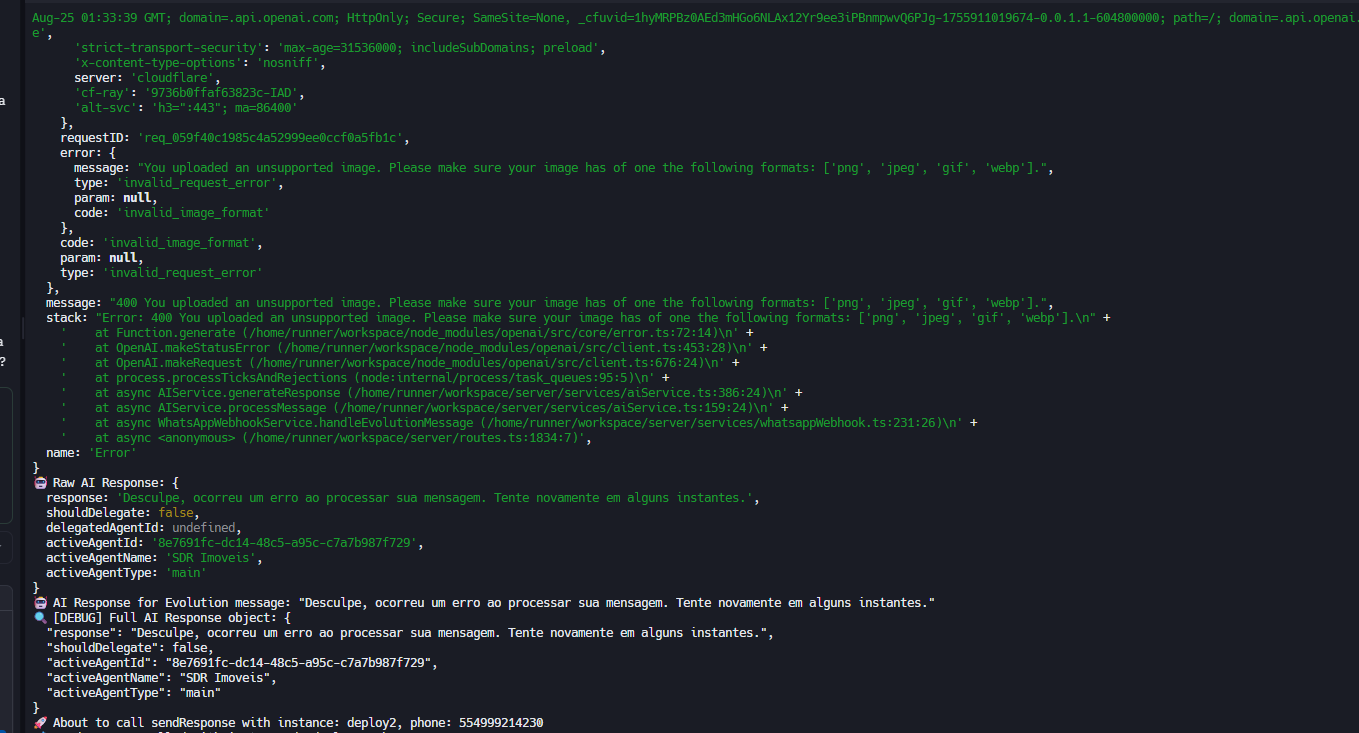 Aug-25 01:33:39 GMT; domain=.api.openai.com; HttpOnly; Secure; SameSite=None, _cfuvid=1hyMRPBz0AEd3mHGo6NLAx12Yr9ee3iPBnmpwvQ6PJg-1755911019674-0.0.1.1-604800000; path=/; domain=.api.openai.
e',
'strict-transport-security': 'max-age=31536000; includeSubDomains; preload',
'x-content-type-options': 'nosniff',
server: 'cloudflare',
'cf-ray': '9736b0ffaf63823c-IAD',
a
'alt-svc': 'h3=":443"; ma=86400'
},
requestID: 'req_059f40c1985c4a52999ee0ccf0a5fb1c',
error: {
message: "You uploaded an unsupported image. Please make sure your image has of one the following formats: ['png', 'jpeg', 'gif', 'webp'].",
type: 'invalid_request_error',
param: null,
code: 'invalid_image_format'
},
code: 'invalid_image_format',
param: null,
type: 'invalid_request_error'
},
message: "400 You uploaded an unsupported image. Please make sure your image has of one the following formats: ['png', 'jpeg', 'gif', 'webp'].",
stack: "Error: 400 You uploaded an unsupported image. Please make sure your image has of one the following formats: ['png', 'jpeg', 'gif', 'webp'].\n" +
' at Function.generate (/home/runner/workspace/node_modules/openai/src/core/error.ts:72:14)\n' +
a
' at OpenAI.makeStatusError (/home/runner/workspace/node_modules/openai/src/client.ts:453:28)\n' +
?
' at OpenAI.makeRequest (/home/runner/workspace/node_modules/openai/src/client.ts:676:24)\n' +
' at process.processTicksAndRejections (node:internal/process/task_queues:95:5)\n' +
' at async AIService.generateResponse (/home/runner/workspace/server/services/aiService.ts:386:24)\n' +
' at async AIService.processMessage (/home/runner/workspace/server/services/aiService.ts:159:24)\n' +
' at async WhatsAppWebhookService.handleEvolutionMessage (/home/runner/workspace/server/services/whatsappWebhook.ts:231:26)\n' +
' at async <anonymous> (/home/runner/workspace/server/routes.ts:1834:7)',
name: 'Error'
}
🤖 Raw AI Response: {
response: 'Desculpe, ocorreu um erro ao processar sua mensagem. Tente novamente em alguns instantes.',
shouldDelegate: false,
delegatedAgentId: undefined,
activeAgentId: '8e7691fc-dc14-48c5-a95c-c7a7b987f729',
activeAgentName: 'SDR Imoveis',
activeAgentType: 'main'
}
🤖 AI Response for Evolution message: "Desculpe, ocorreu um erro ao processar sua mensagem. Tente novamente em alguns instantes."
🔍 [DEBUG] Full AI Response object: {
"response": "Desculpe, ocorreu um erro ao processar sua mensagem. Tente novamente em alguns instantes.",
"shouldDelegate": false,
"activeAgentId": "8e7691fc-dc14-48c5-a95c-c7a7b987f729",
"activeAgentName": "SDR Imoveis",
"activeAgentType": "main"
}
🚀 About to call sendResponse with instance: deploy2, phone: 554999214230